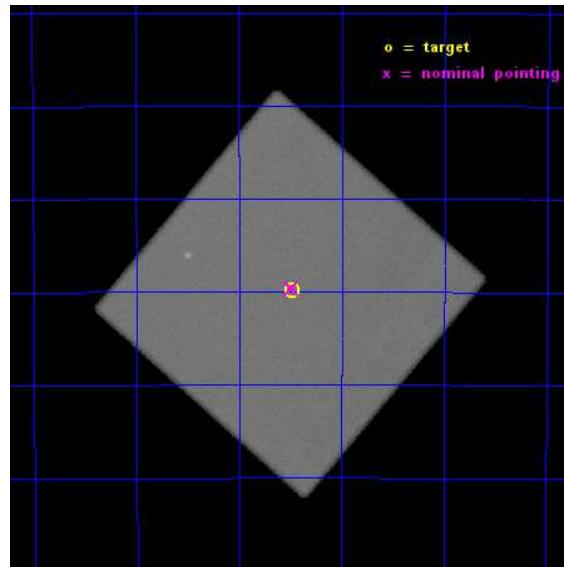 o = target
x = nominal pointing